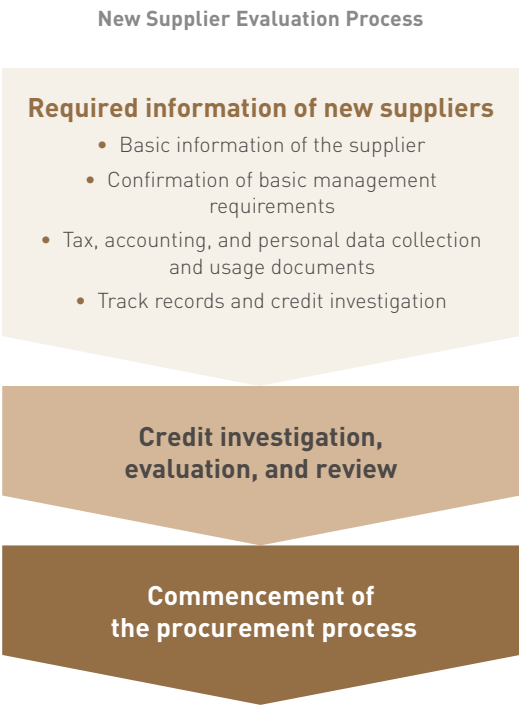 New Supplier Evaluation Process
Required information of new suppliers
• Basic information of the supplier
• Confirmation of basic management
requirements
• Tax, accounting, and personal data collection
and usage documents
• Track records and credit investigation
Credit investigation,
evaluation, and review
Commencement of
the procurement process